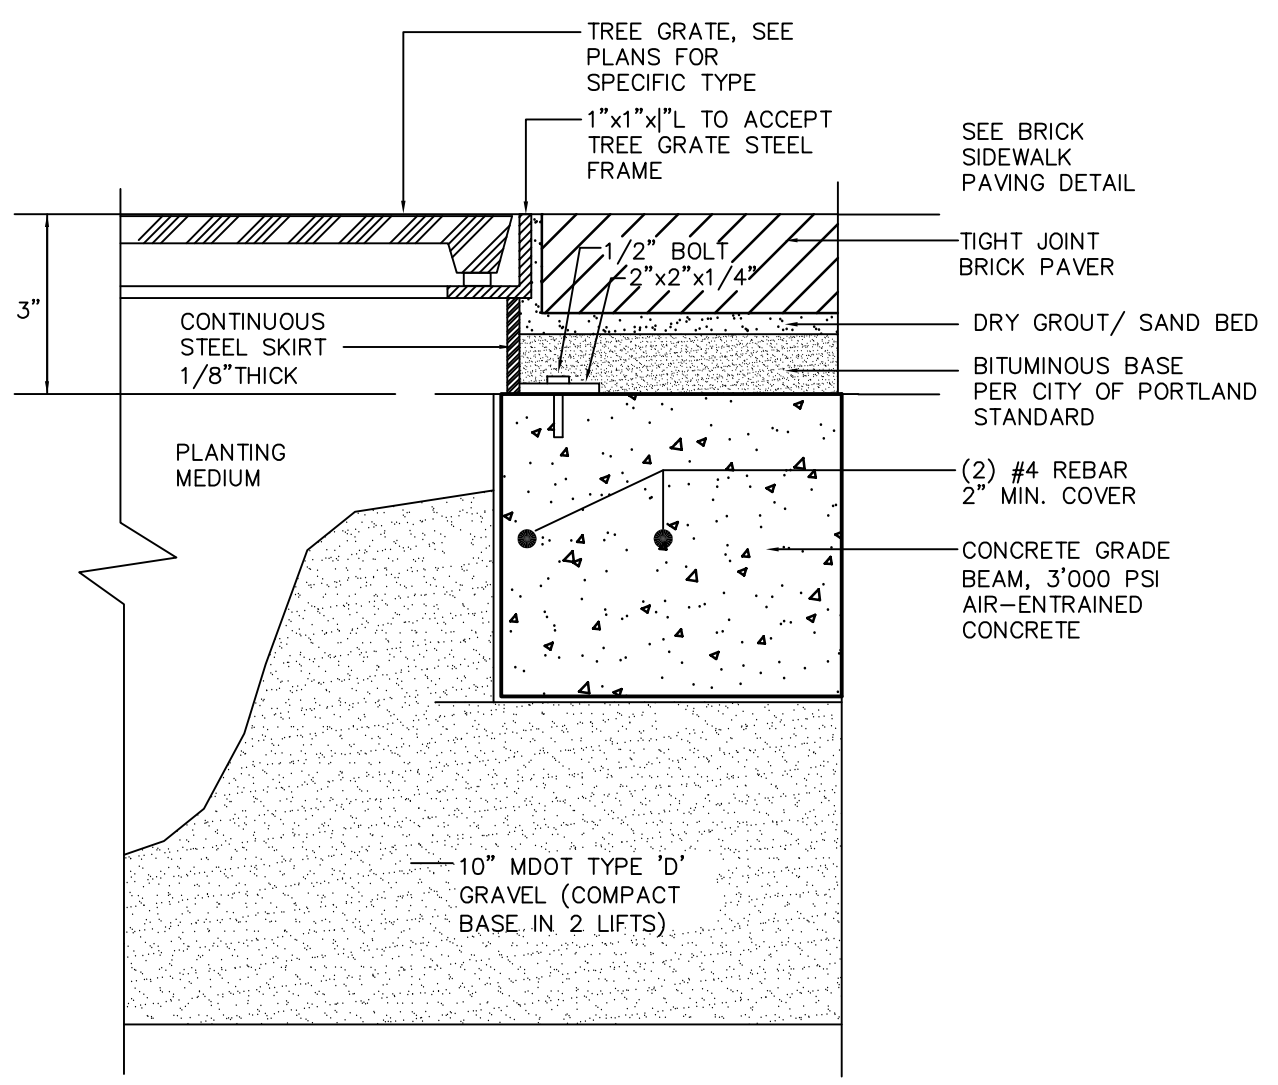 TREE GRATE, SEE
PLANS FOR
SPECIFIC TYPE
1"x1"x|"L TO ACCEPT
TREE GRATE STEEL
FRAME
SEE BRICK
SIDEWALK
PAVING DETAIL
TIGHT JOINT
BRICK PAVER
1/2" BOLT
2"x2"x1/4"
3"
CONTINUOUS
STEEL SKIRT
1/8"THICK
DRY GROUT/ SAND BED
BITUMINOUS BASE
PER CITY OF PORTLAND
STANDARD
PLANTING
MEDIUM
(2) #4 REBAR
2" MIN. COVER
CONCRETE GRADE
BEAM, 3'000 PSI
AIR-ENTRAINED
CONCRETE
10" MDOT TYPE 'D'
GRAVEL (COMPACT
BASE IN 2 LIFTS)